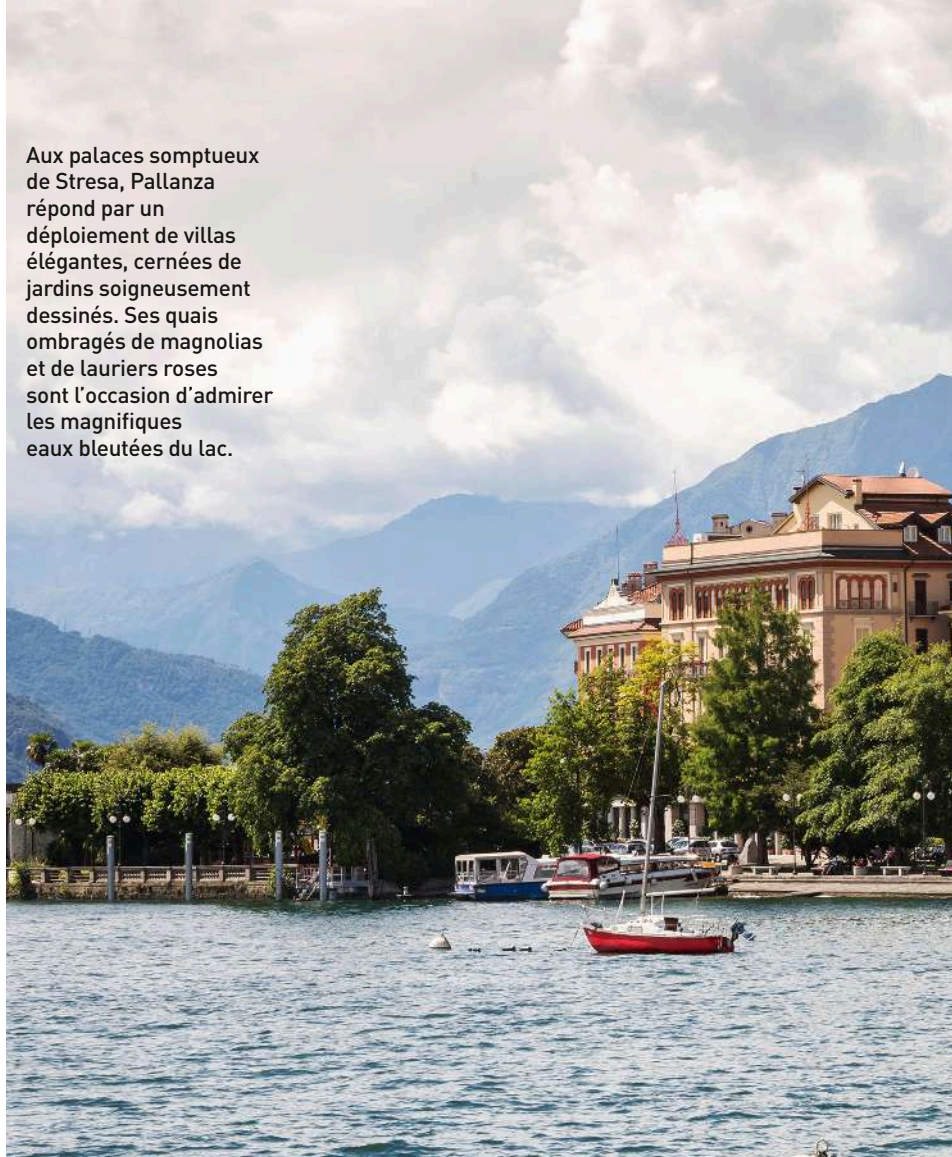 Aux palaces somptueux
de Stresa, Pallanza
répond par un
déploiement de villas
élégantes, cernées de
jardins soigneusement
dessinés. Ses quais
ombragés de magnolias
et de lauriers roses
sont l’occasion d’admirer
les magnifiques
eaux bleutées du lac.